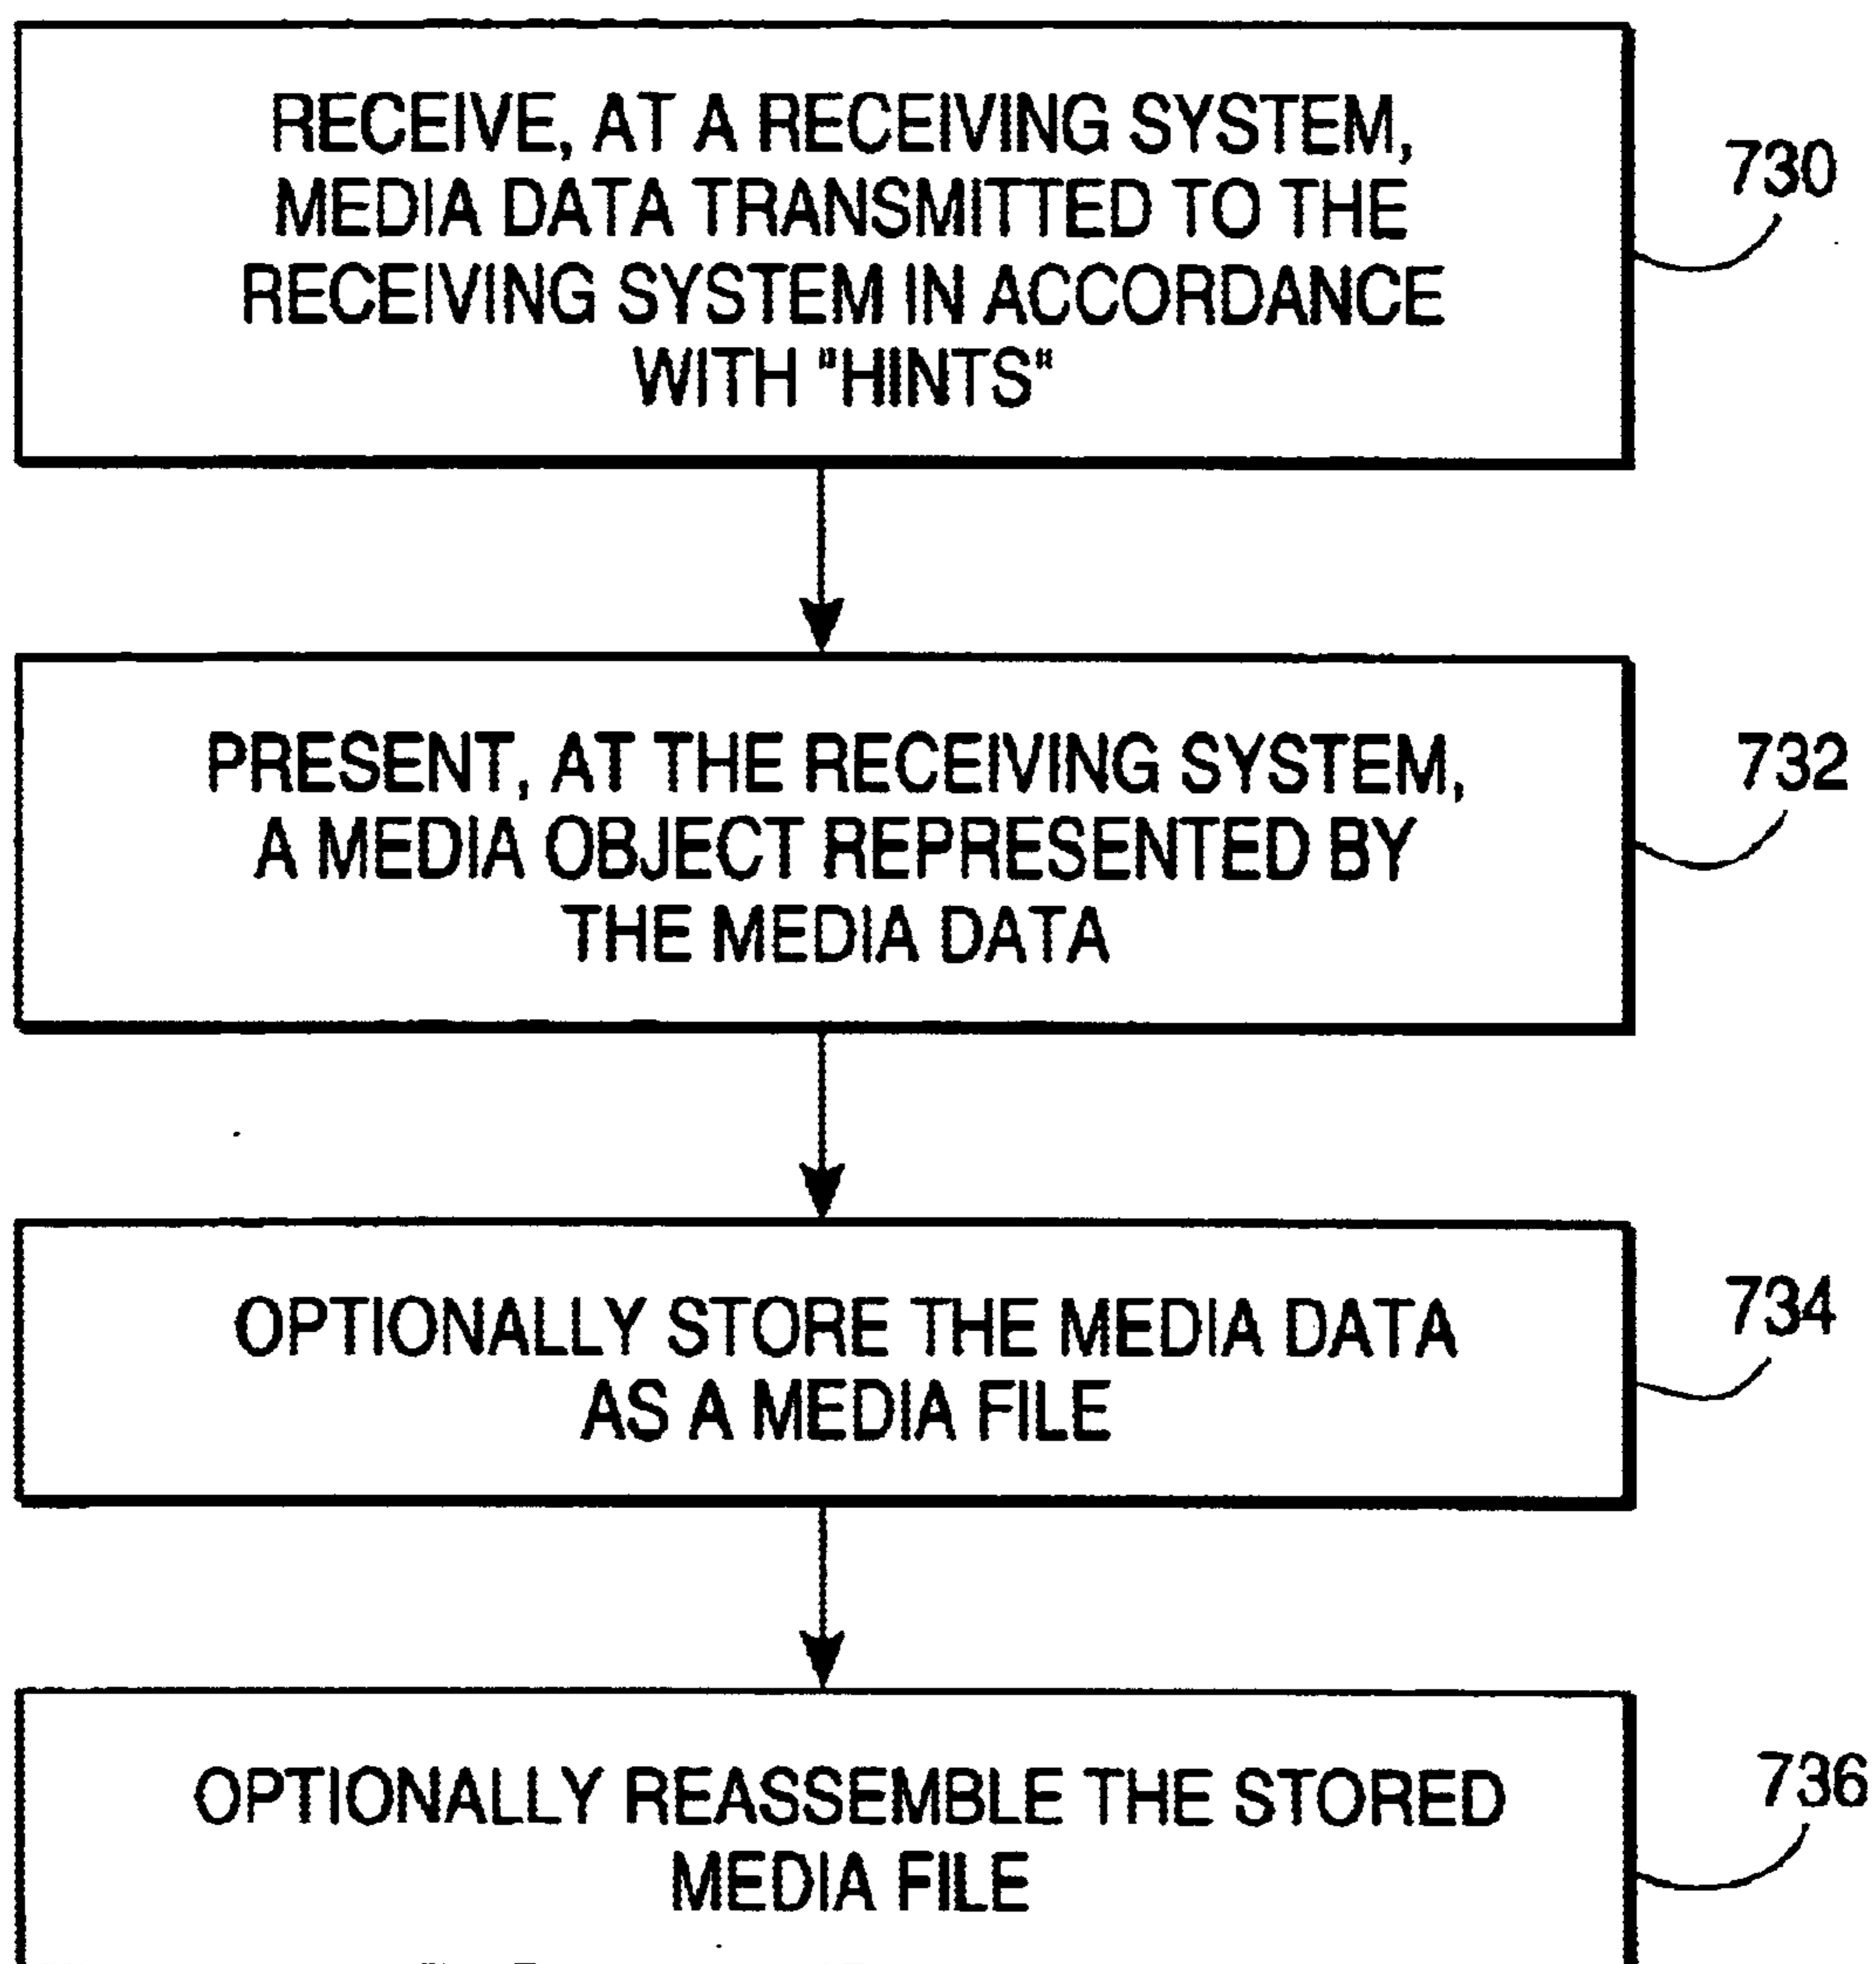 RECEIVE, AT A RECEIVING SYSTEM,
MEDIA DATA TRANSMITTED TO THE
RECEIVING SYSTEM IN ACCORDANCE
WITH "HINTS"
730
PRESENT, AT THE RECEIVING SYSTEM,
A MEDIA OBJECT REPRESENTED BY
THE MEDIA DATA
732
OPTIONALLY STORE THE MEDIA DATA
AS A MEDIA FILE
734
OPTIONALLY REASSEMBLE THE STORED
MEDIA FILE
736